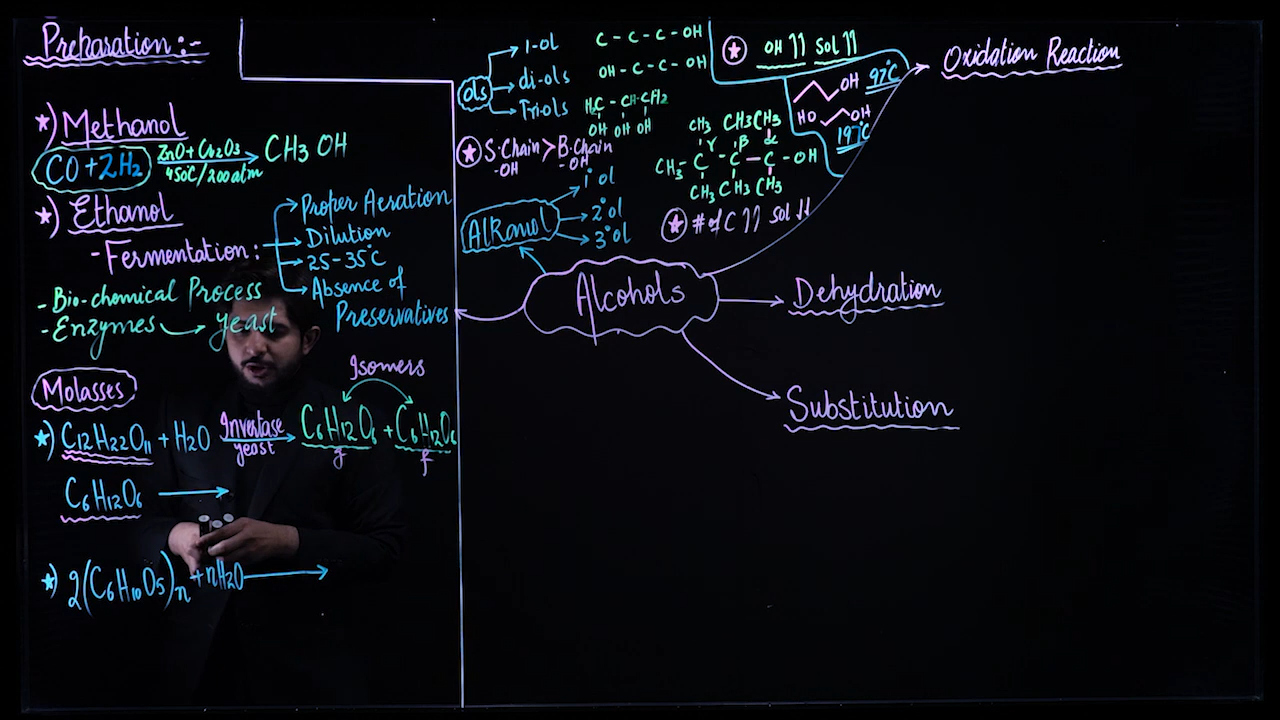 Preparation:-
*) Methanol
CO + 2H2 ZnO + Cr2O3 450°C/200atm CH3 OH
*) Ethanol
- Fermentation:
Proper Aeration
Dilution
25-35°C
Absence of
Preservatives
- Bio-chemical Process
- Enzymes → yeast
Molasses
Isomers
*) C12H22O11 + H2O Invertase yeast C6H12O6 + C6H12O6
g f
C6H12O6 →
*) 2(C6H10O5)n + nH2O →
ols
1-ol
di-ols
Tri-ols
C - C - C - OH
OH - C - C - OH
H2C - CH - CH2
OH OH OH
* S.Chain > B.Chain
-OH -OH
Alkanol
1° ol
2° ol
3° ol
CH3 CH3 CH3
γ β α
CH3 - C - C - C - OH
CH3 CH3 CH3
* # of C ↑↑ Sol ↓↓
* OH ↑↑ Sol ↑↑
OH 97°C
HO OH
197°C
Alcohols
Oxidation Reaction
Dehydration
Substitution